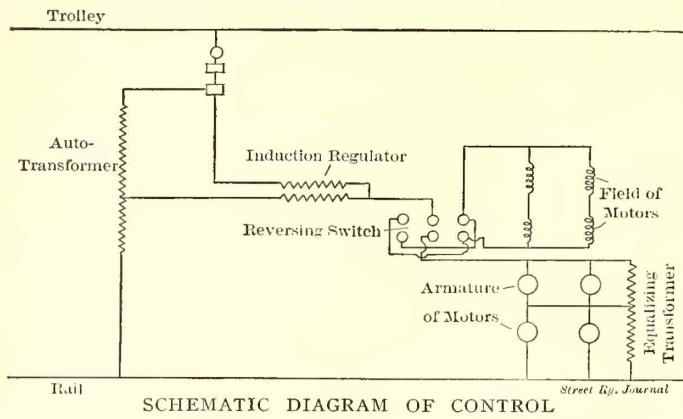 Trolley
Auto-
Transformer
Induction Regulator
Reversing Switch
Field of
Motors
Armature
of Motors
Equalizing
Transformer
Rail
Street Ry. Journal
SCHEMATIC DIAGRAM OF CONTROL